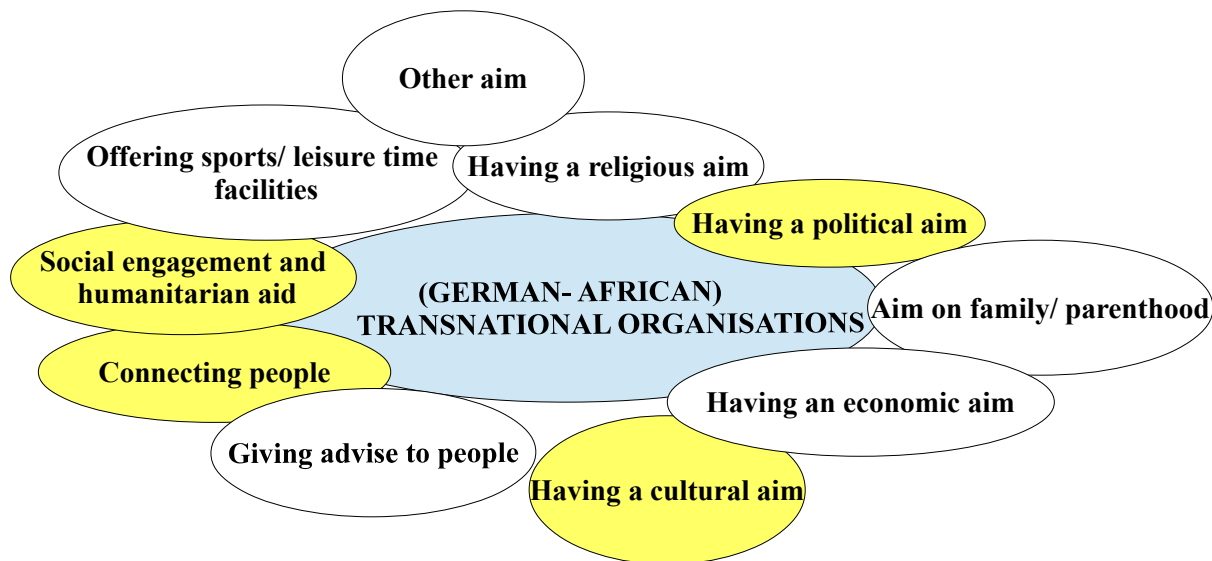 Other aim
Offering sports/ leisure time
facilities
Having a religious aim
Having a political aim
Social engagement and
humanitarian aid
(GERMAN- AFRICAN)
TRANSNATIONAL ORGANISATIONS
Aim on family/ parenthood
Connecting people
Having an economic aim
Giving advise to people
Having a cultural aim